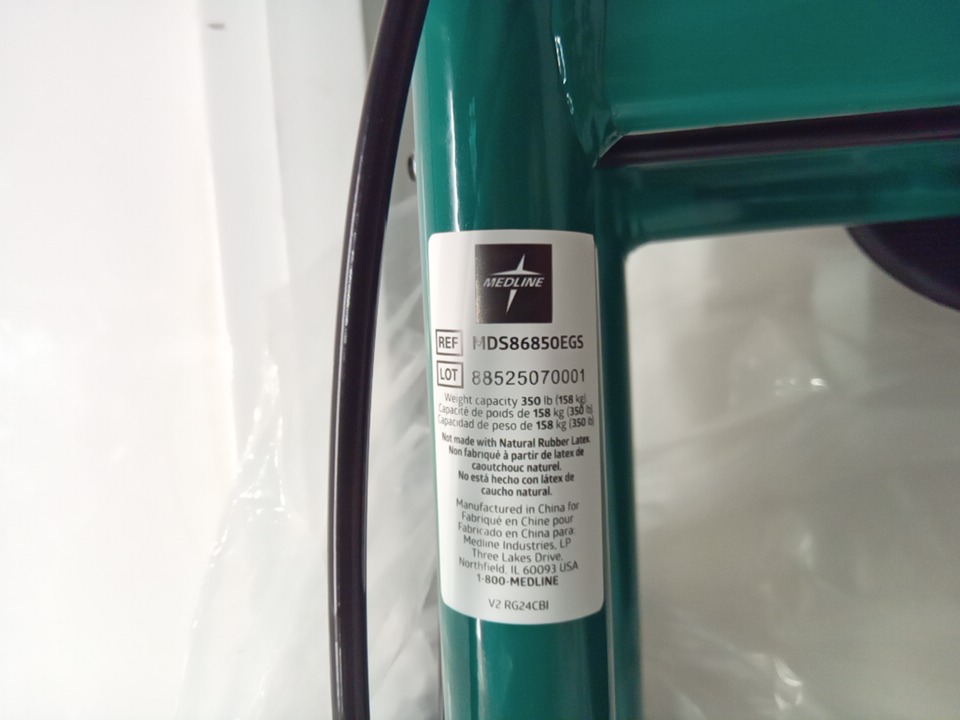 MEDLINE
REF MDS86850EGS
LOT 88525070001
Weight capacity 350 lb (158 kg)
Capacité de poids de 158 kg (350 lb)
Capacidad de peso de 158 kg (350 lb)
Not made with Natural Rubber Latex.
Non fabriqué à partir de latex de
caoutchouc naturel.
No está hecho con látex de
caucho natural.
Manufactured in China for
Fabriqué en Chine pour
Fabricado en China para:
Medline Industries, LP
Three Lakes Drive,
Northfield, IL 60093 USA
1-800-MEDLINE
V2 RG24CBI